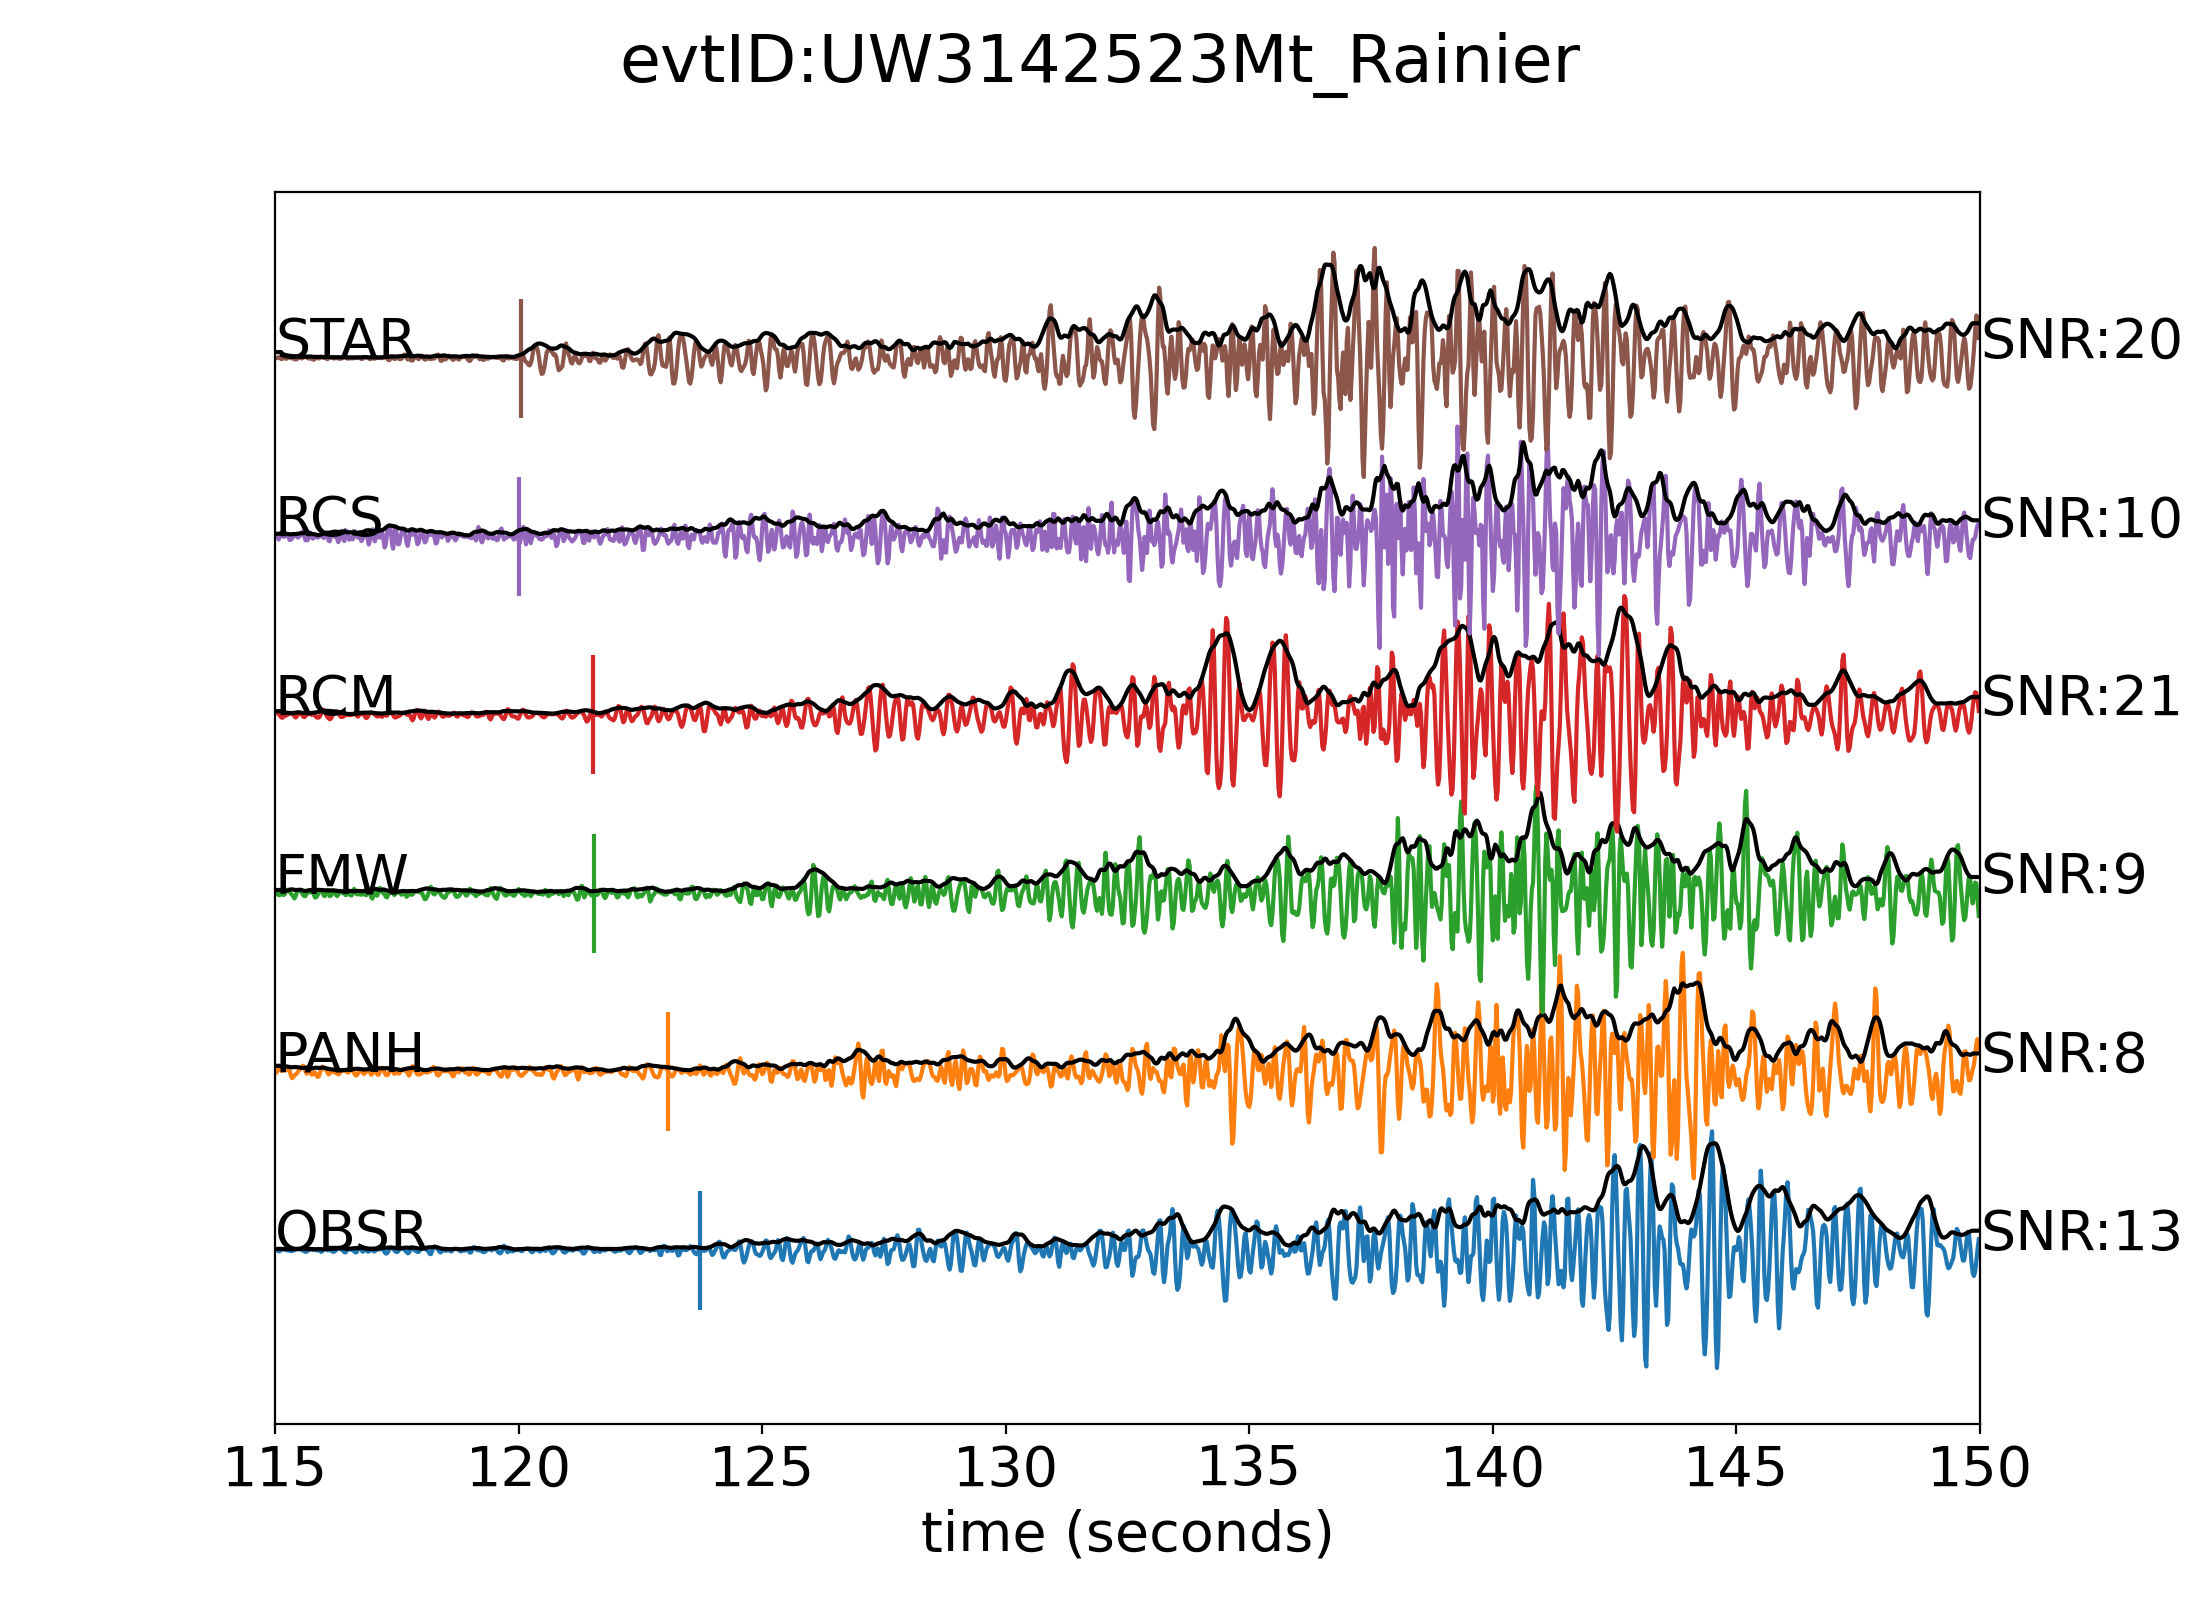 evtID:UW3142523Mt_Rainier
STAR SNR:20
RCS SNR:10
RCM SNR:21
FMW SNR:9
PANH SNR:8
OBSR SNR:13
115 120 125 130 135 140 145 150
time (seconds)